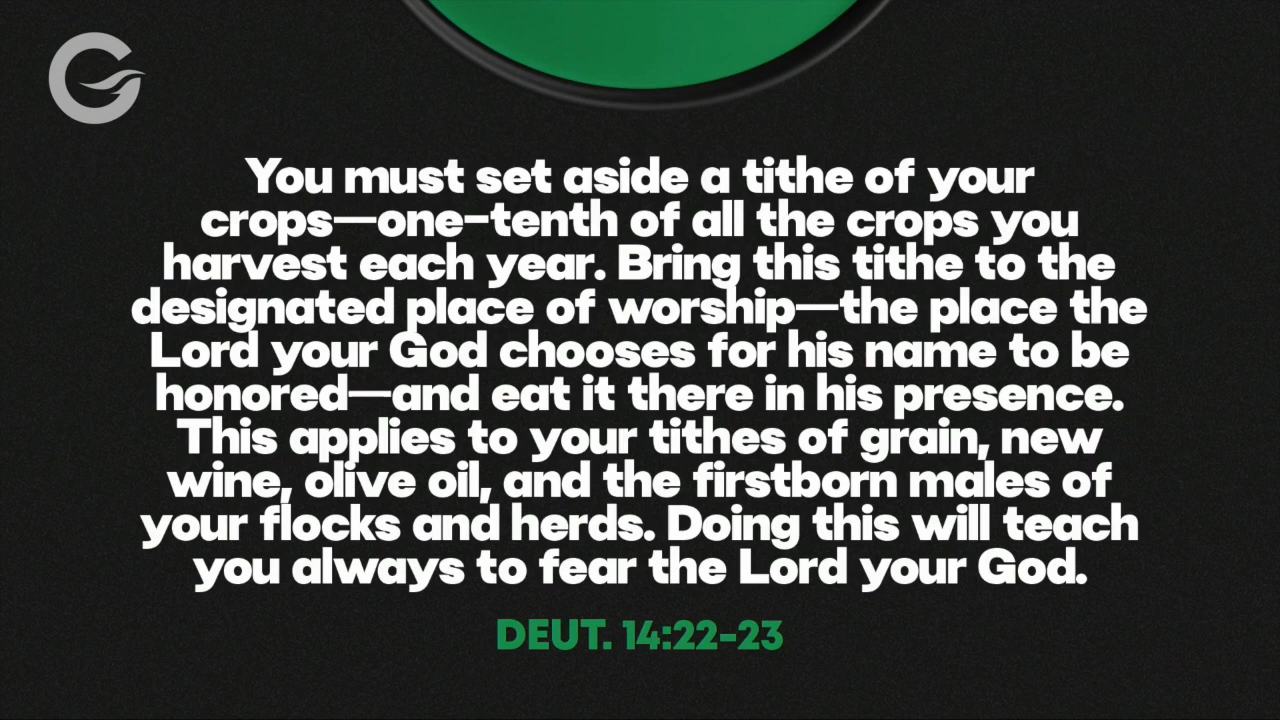 You must set aside a tithe of your
crops—one-tenth of all the crops you
harvest each year. Bring this tithe to the
designated place of worship—the place the
Lord your God chooses for his name to be
honored—and eat it there in his presence.
This applies to your tithes of grain, new
wine, olive oil, and the firstborn males of
your flocks and herds. Doing this will teach
you always to fear the Lord your God.
DEUT. 14:22-23